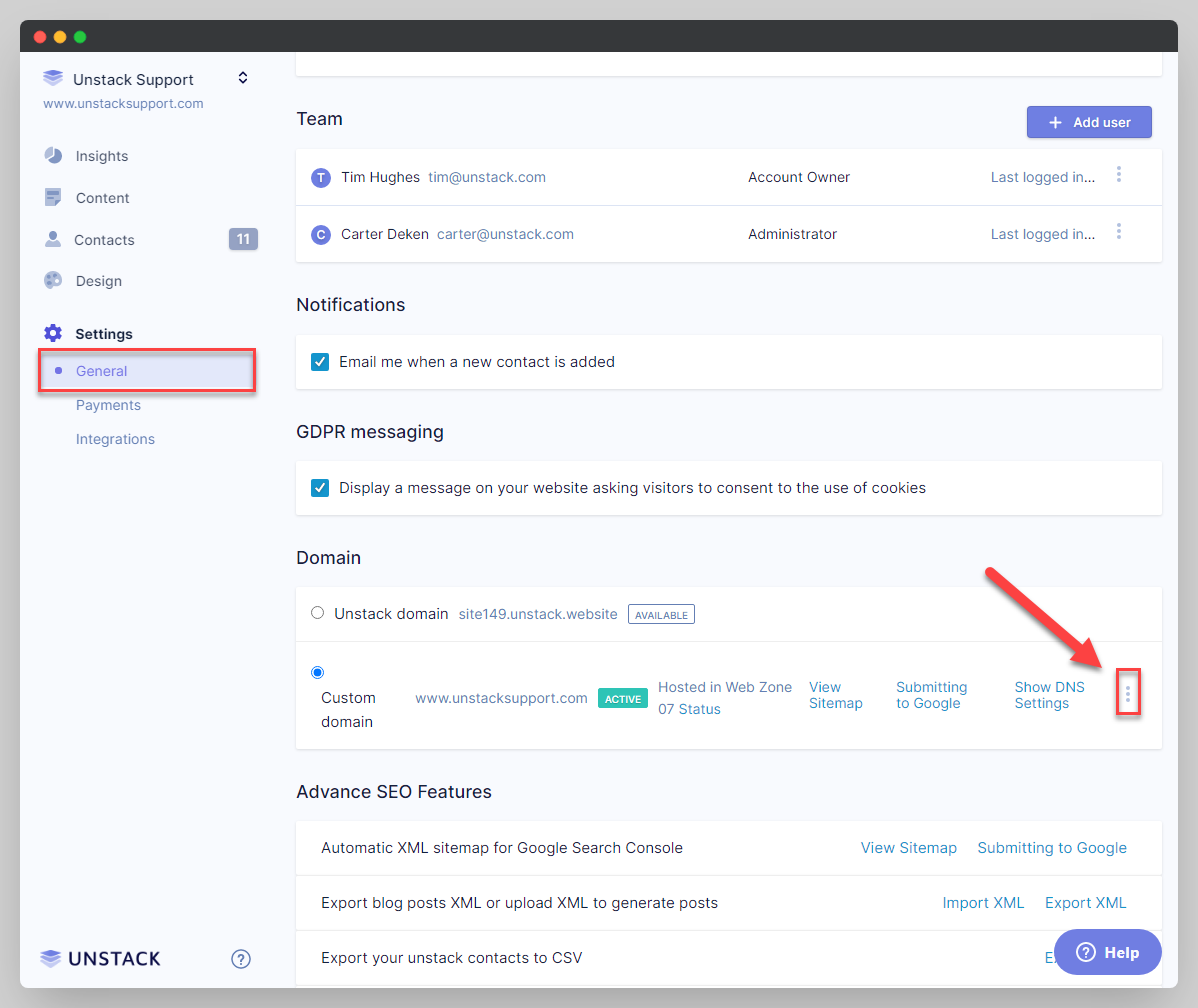 Unstack Support
www.unstacksupport.com
Insights
Content
Contacts
11
Design
Settings
General
Payments
Integrations
UNSTACK
?
Team
+ Add user
T Tim Hughes tim@unstack.com Account Owner Last logged in...
C Carter Deken carter@unstack.com Administrator Last logged in...
Notifications
Email me when a new contact is added
GDPR messaging
Display a message on your website asking visitors to consent to the use of cookies
Domain
Unstack domain site149.unstack.website AVAILABLE
Custom
domain
www.unstacksupport.com
ACTIVE
Hosted in Web Zone
07 Status
View
Sitemap
Submitting
to Google
Show DNS
Settings
Advance SEO Features
Automatic XML sitemap for Google Search Console View Sitemap Submitting to Google
Export blog posts XML or upload XML to generate posts Import XML Export XML
Export your unstack contacts to CSV
? Help